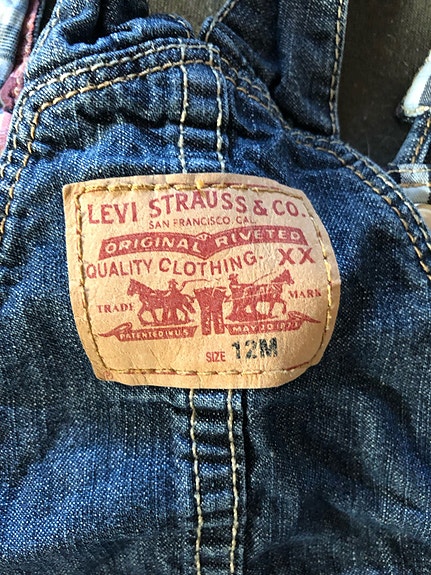 LEVI STRAUSS & CO.
SAN FRANCISCO, CAL.
ORIGINAL RIVETED
QUALITY CLOTHING. XX
TRADE MARK
PATENTED IN U.S. MAY 20 1873
SIZE 12M